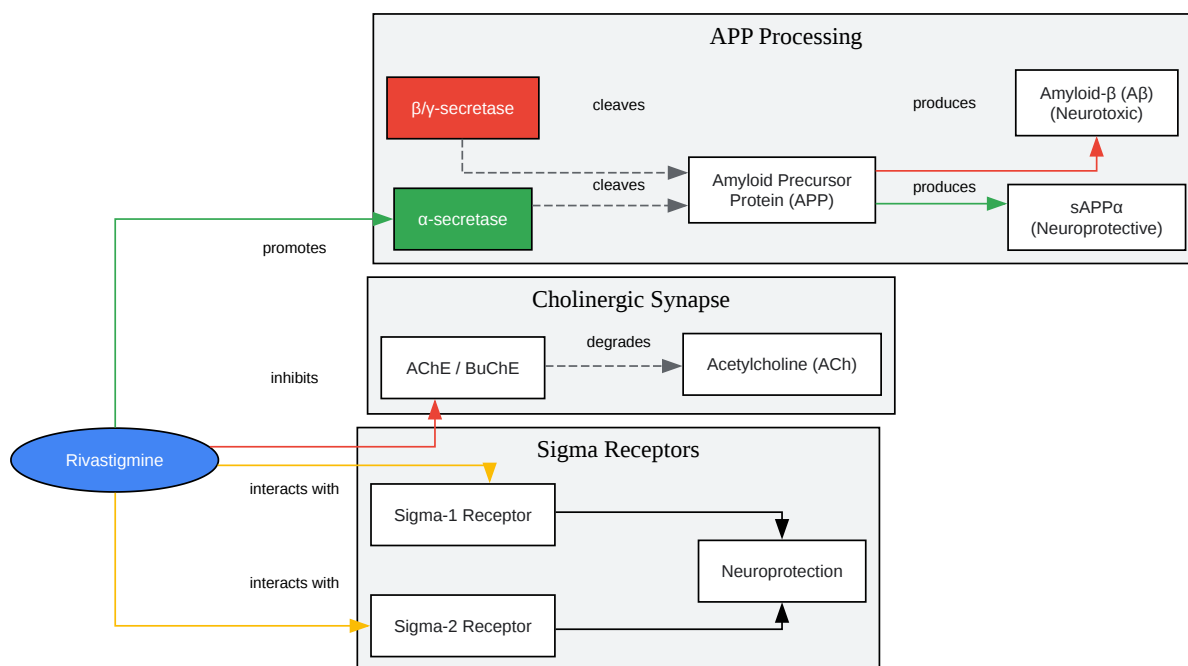 APP Processing
β/γ-secretase
cleaves
produces
Amyloid-β (Aβ)
(Neurotoxic)
cleaves
Amyloid Precursor
Protein (APP)
produces
α-secretase
sAPPα
(Neuroprotective)
promotes
Cholinergic Synapse
AChE / BuChE
degrades
Acetylcholine (ACh)
inhibits
Rivastigmine
Sigma Receptors
interacts with
Sigma-1 Receptor
Neuroprotection
interacts with
Sigma-2 Receptor